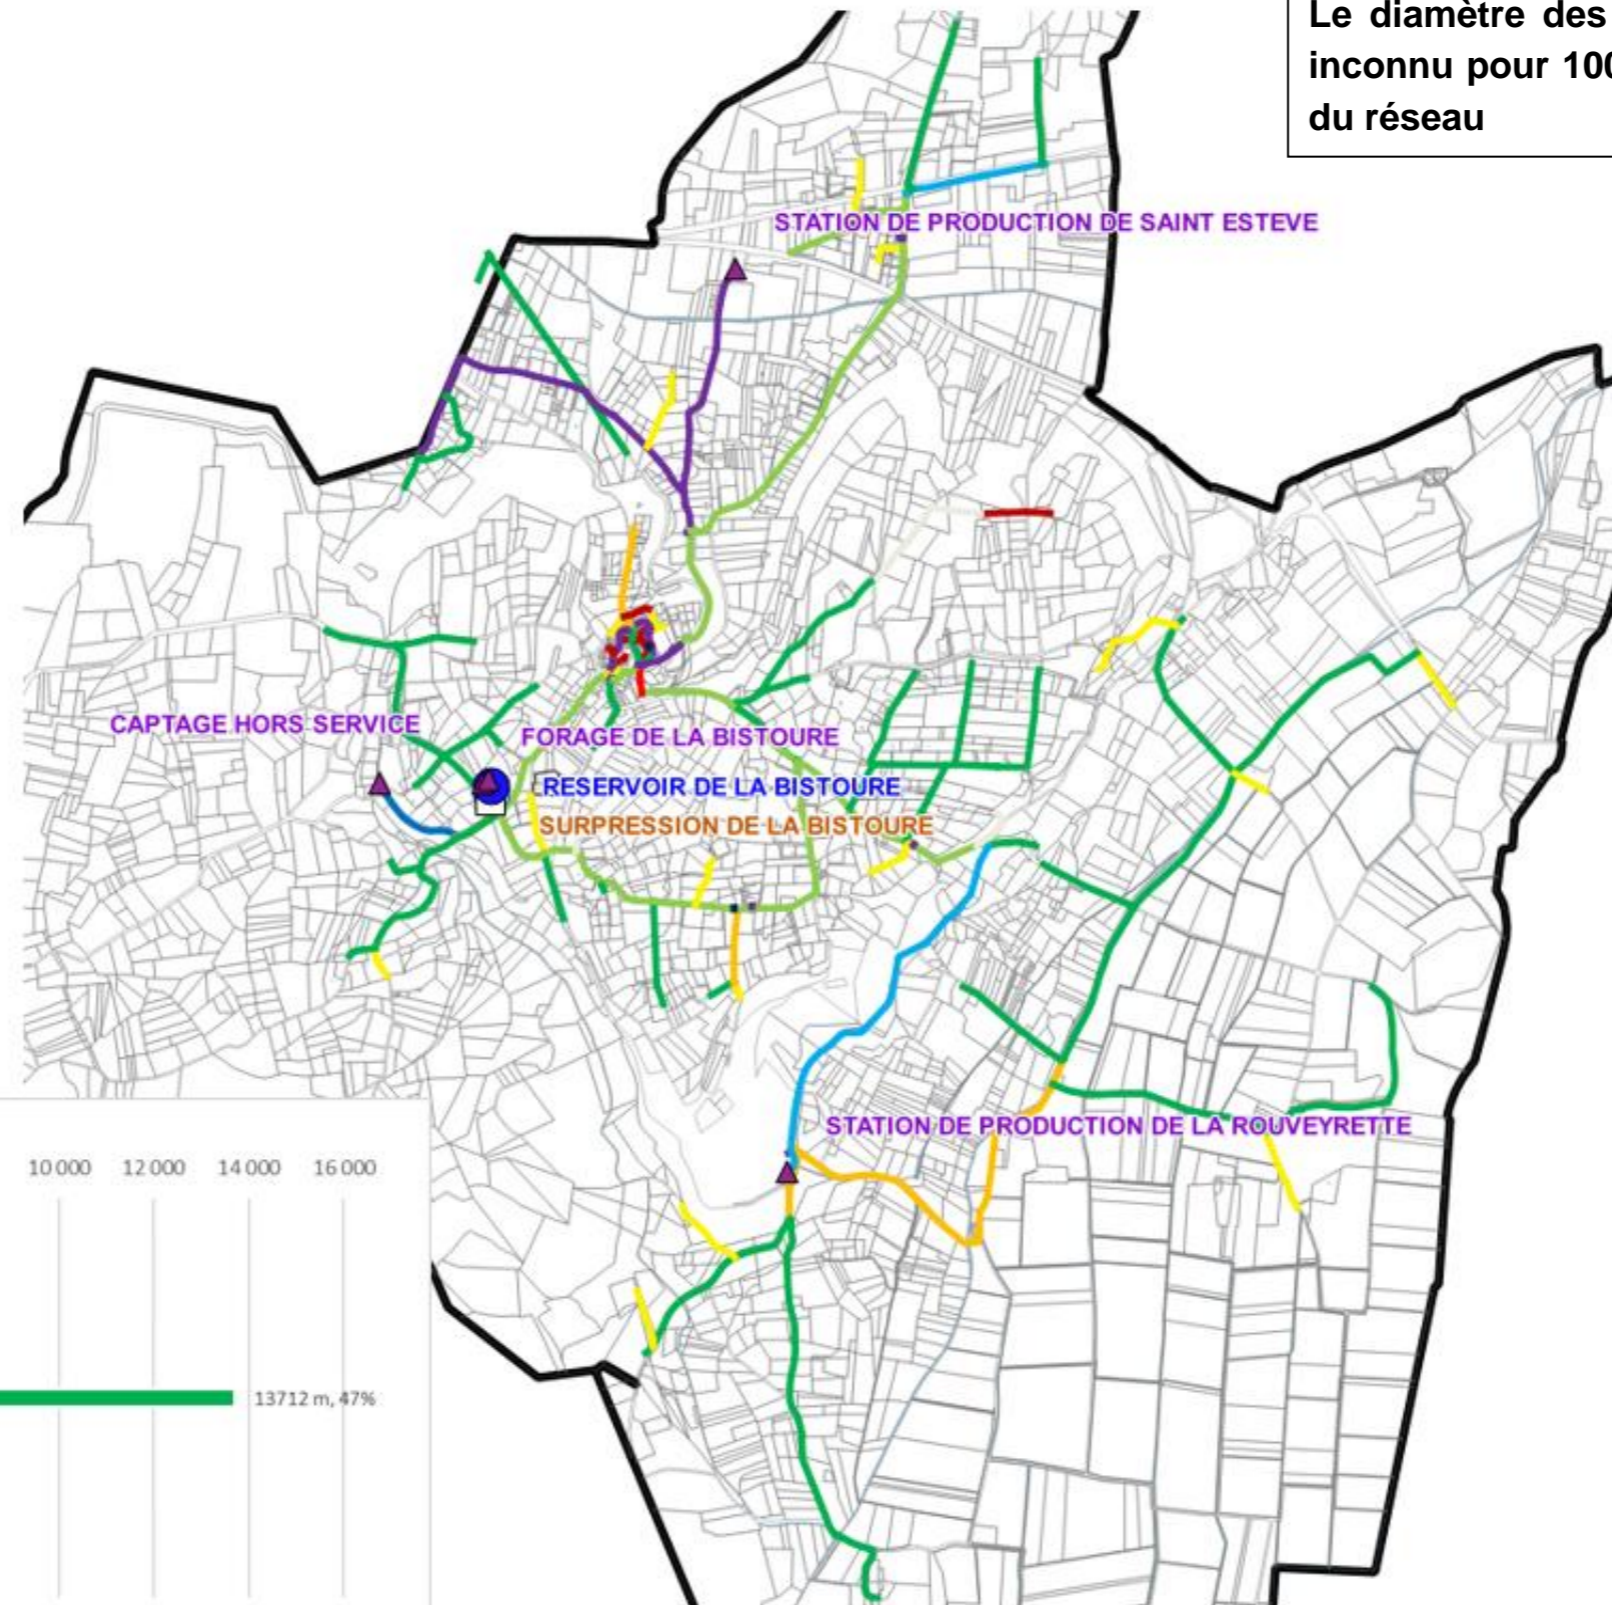 Le diamètre des
inconnu pour 100
du réseau
STATION DE PRODUCTION DE SAINT ESTEVE
CAPTAGE HORS SERVICE
FORAGE DE LA BISTOURE
RESERVOIR DE LA BISTOURE
SURPRESSION DE LA BISTOURE
STATION DE PRODUCTION DE LA ROUVEYRETTE
10 000 12 000 14 000 16 000
13712 m, 47%